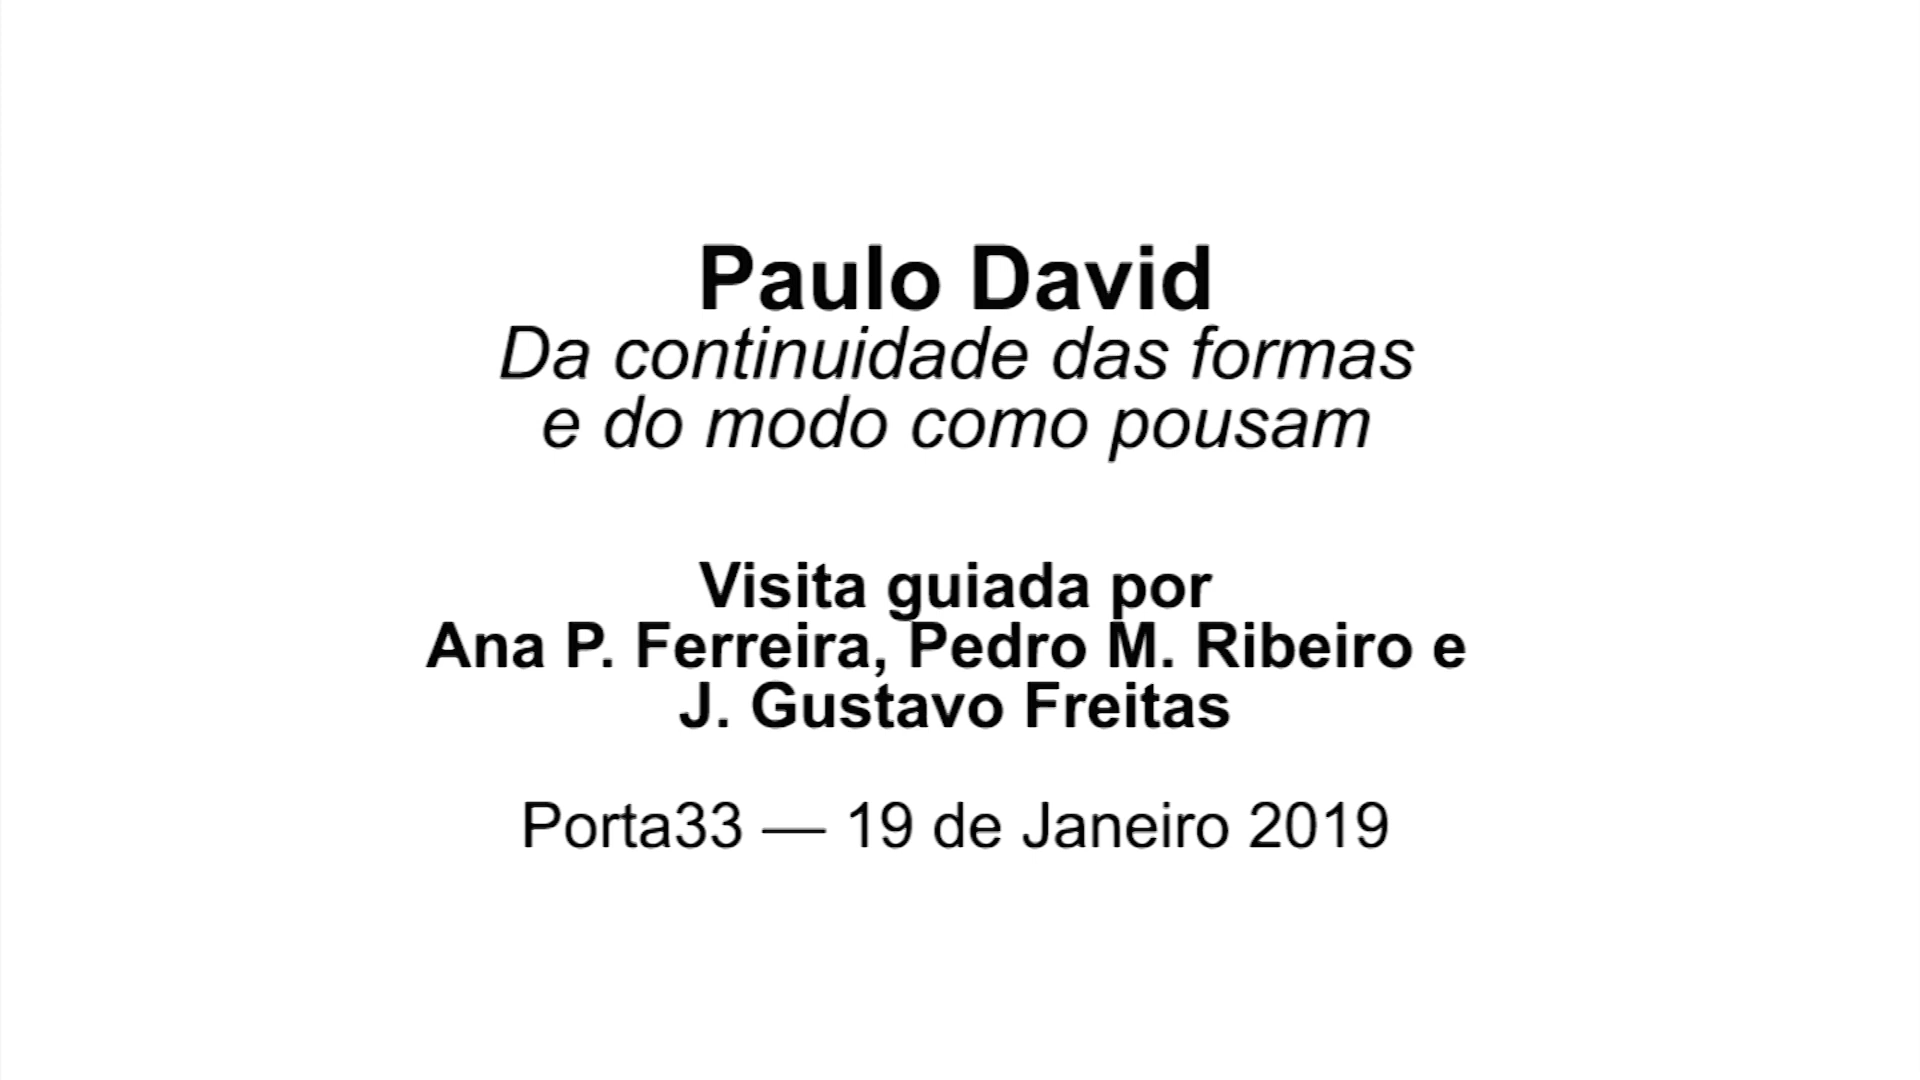 Paulo David
Da continuidade das formas
e do modo como pousam
Visita guiada por
Ana P. Ferreira, Pedro M. Ribeiro e
J. Gustavo Freitas
Porta33 — 19 de Janeiro 2019